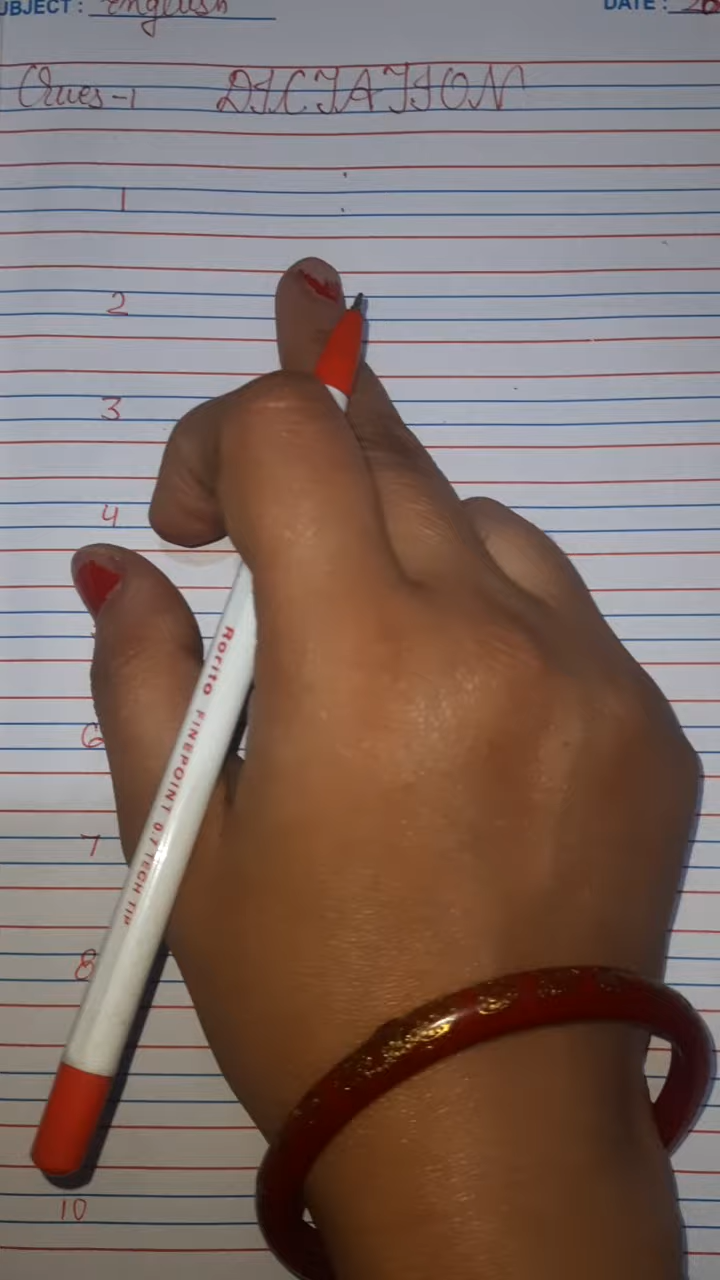 UBJECT : English DATE : 26
Ques-1 DICTATION
1
2
3
4
6
7
8
10
Rorito FINEPOINT 0.7 TECH TIP